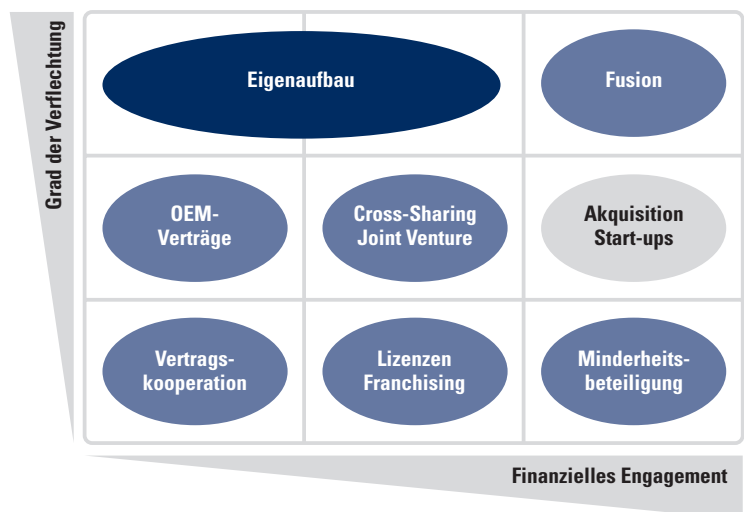 Grad der Verflechtung
Eigenaufbau
Fusion
OEM-
Verträge
Cross-Sharing
Joint Venture
Akquisition
Start-ups
Vertrags-
kooperation
Lizenzen
Franchising
Minderheits-
beteiligung
Finanzielles Engagement